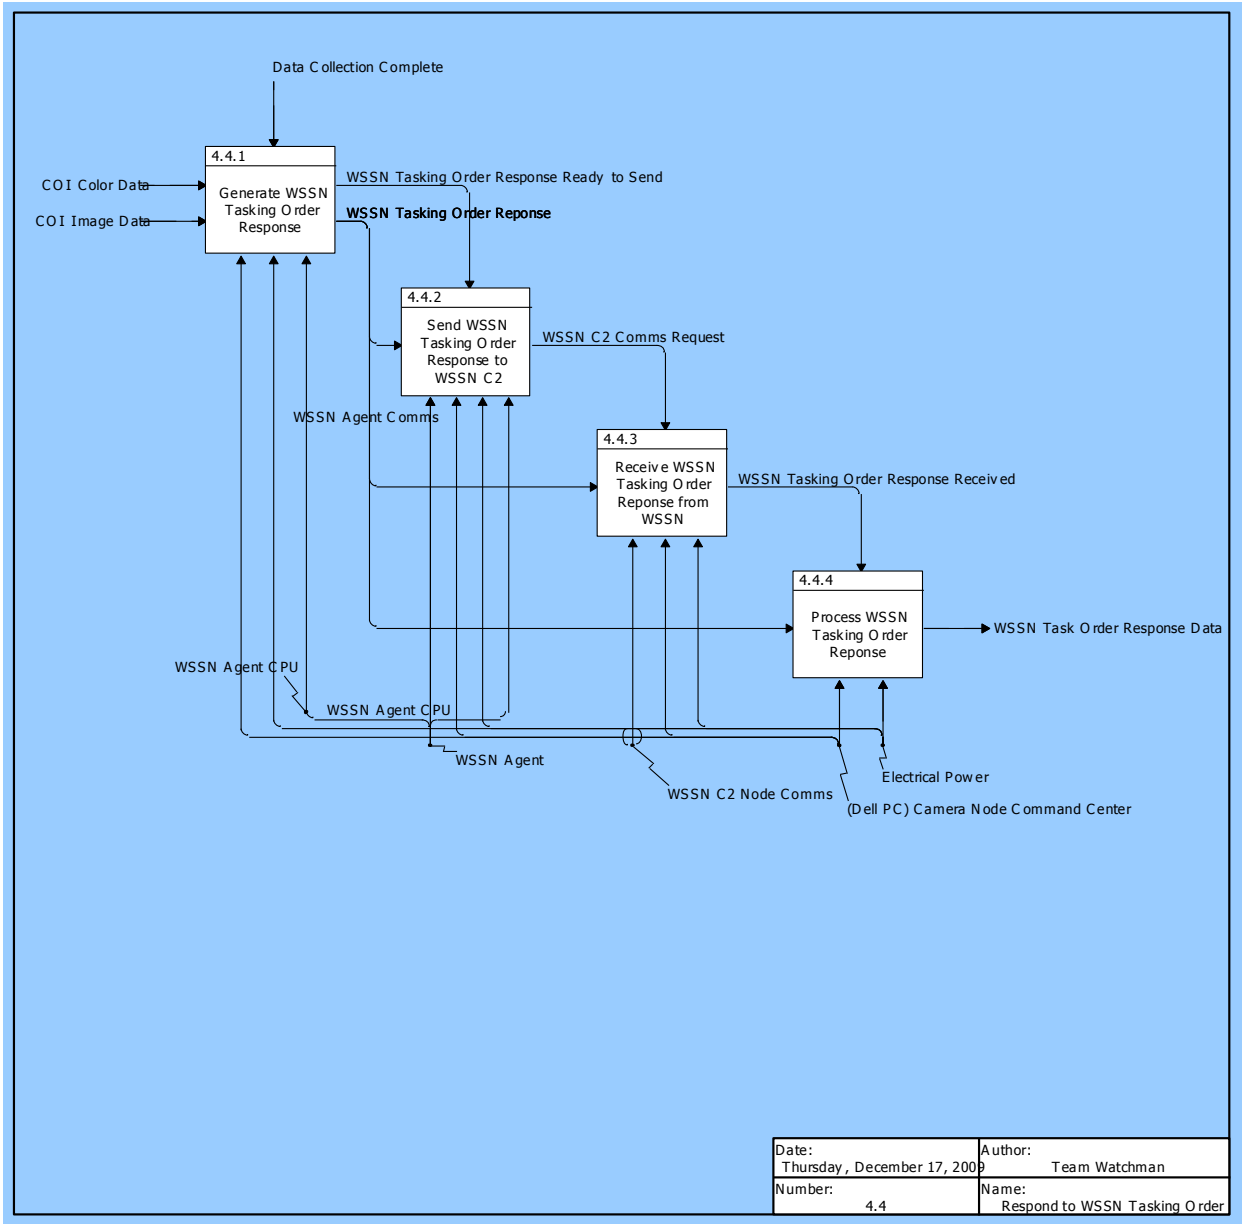 Data Collection Complete
4.4.1
COI Color Data
Generate WSSN
Tasking Order
Response
WSSN Tasking Order Response Ready to Send
COI Image Data
WSSN Tasking Order Reponse
4.4.2
Send WSSN
Tasking Order
Response to
WSSN C2
WSSN C2 Comms Request
WSSN Agent Comms
4.4.3
Receive WSSN
Tasking Order
Reponse from
WSSN
WSSN Tasking Order Response Received
4.4.4
Process WSSN
Tasking Order
Reponse
WSSN Task Order Response Data
WSSN Agent CPU
WSSN Agent CPU
WSSN Agent
WSSN C2 Node Comms
Electrical Power
(Dell PC) Camera Node Command Center
Date:
Thursday, December 17, 2009
Author:
Team Watchman
Number:
4.4
Name:
Respond to WSSN Tasking Order